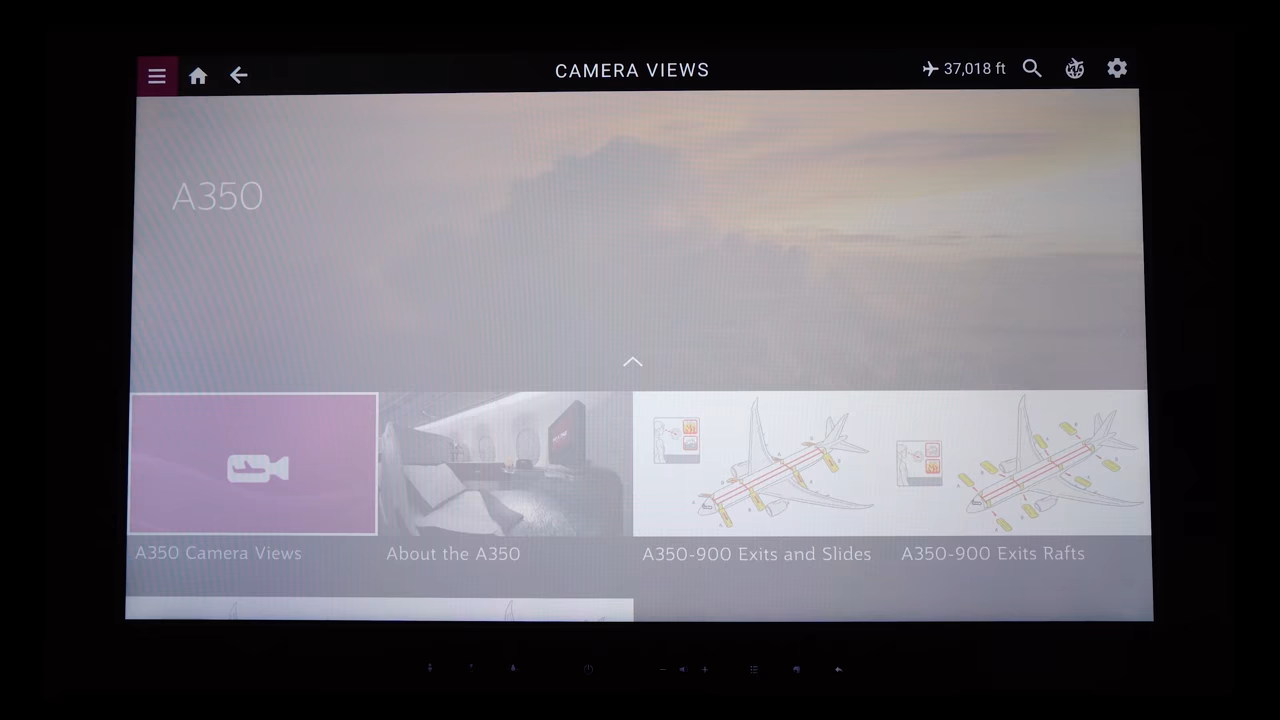 CAMERA VIEWS
37,018 ft
A350
A350 Camera Views
About the A350
A350-900 Exits and Slides
A350-900 Exits Rafts